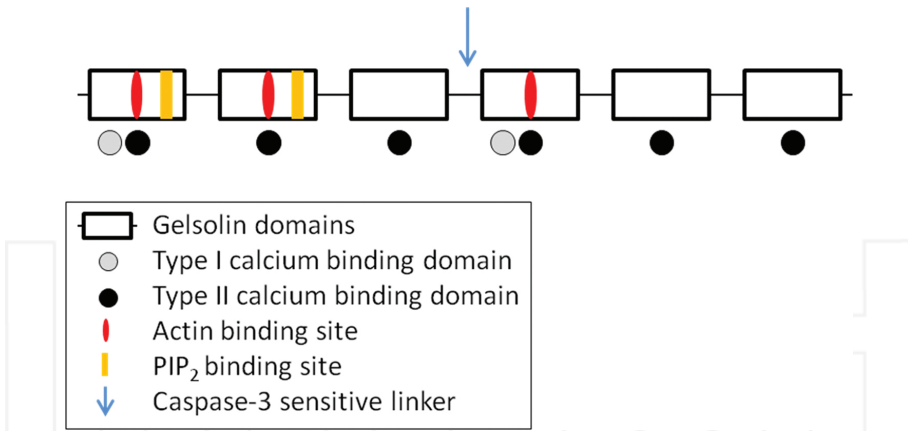 Gelsolin domains
Type I calcium binding domain
Type II calcium binding domain
Actin binding site
PIP₂ binding site
Caspase-3 sensitive linker